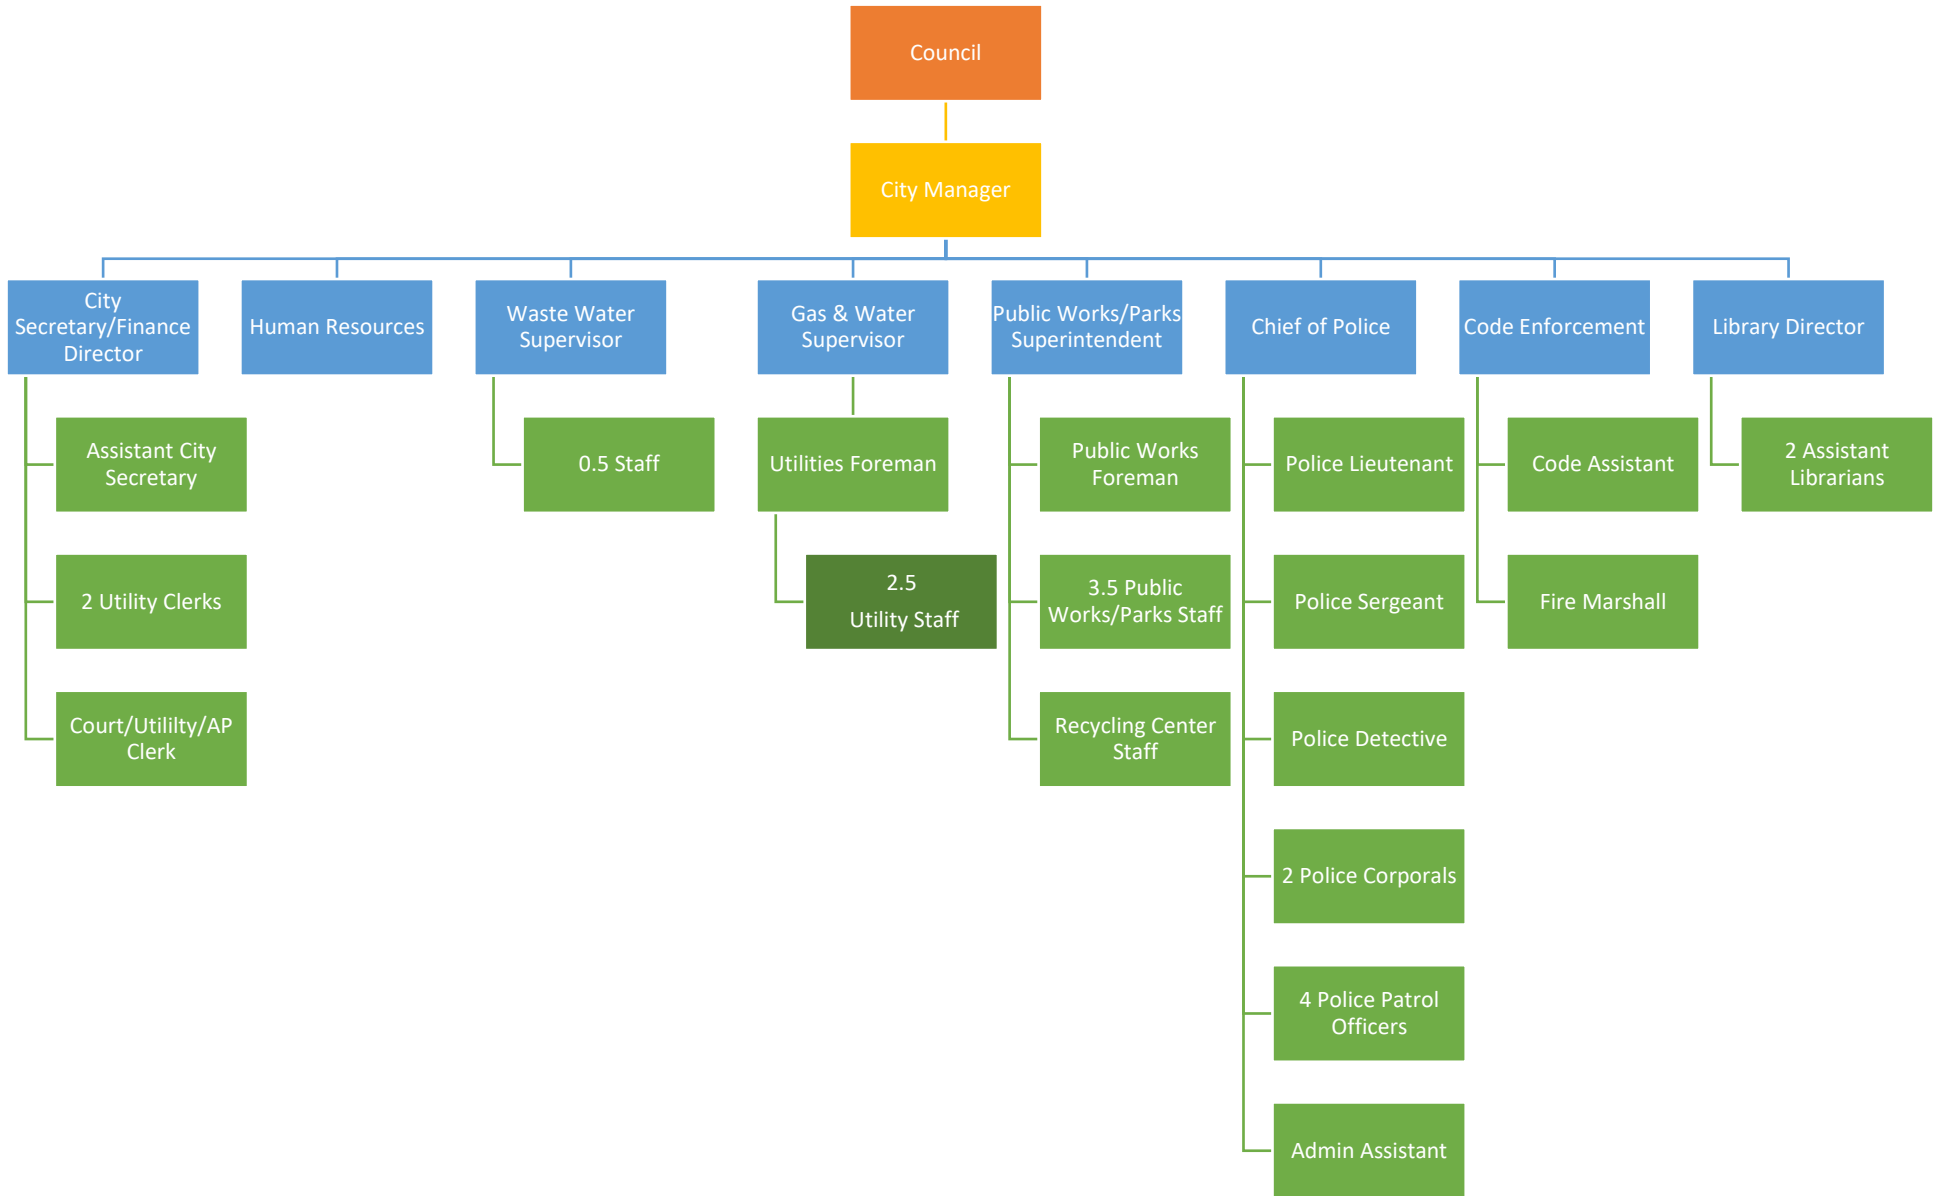 Council
City Manager
City
Secretary/Finance
Director
Human Resources
Waste Water
Supervisor
Gas & Water
Supervisor
Public Works/Parks
Superintendent
Chief of Police
Code Enforcement
Library Director
Assistant City
Secretary
2 Utility Clerks
Court/Utililty/AP
Clerk
0.5 Staff
Utilities Foreman
2.5
Utility Staff
Public Works
Foreman
3.5 Public
Works/Parks Staff
Recycling Center
Staff
Police Lieutenant
Police Sergeant
Police Detective
2 Police Corporals
4 Police Patrol
Officers
Admin Assistant
Code Assistant
Fire Marshall
2 Assistant
Librarians